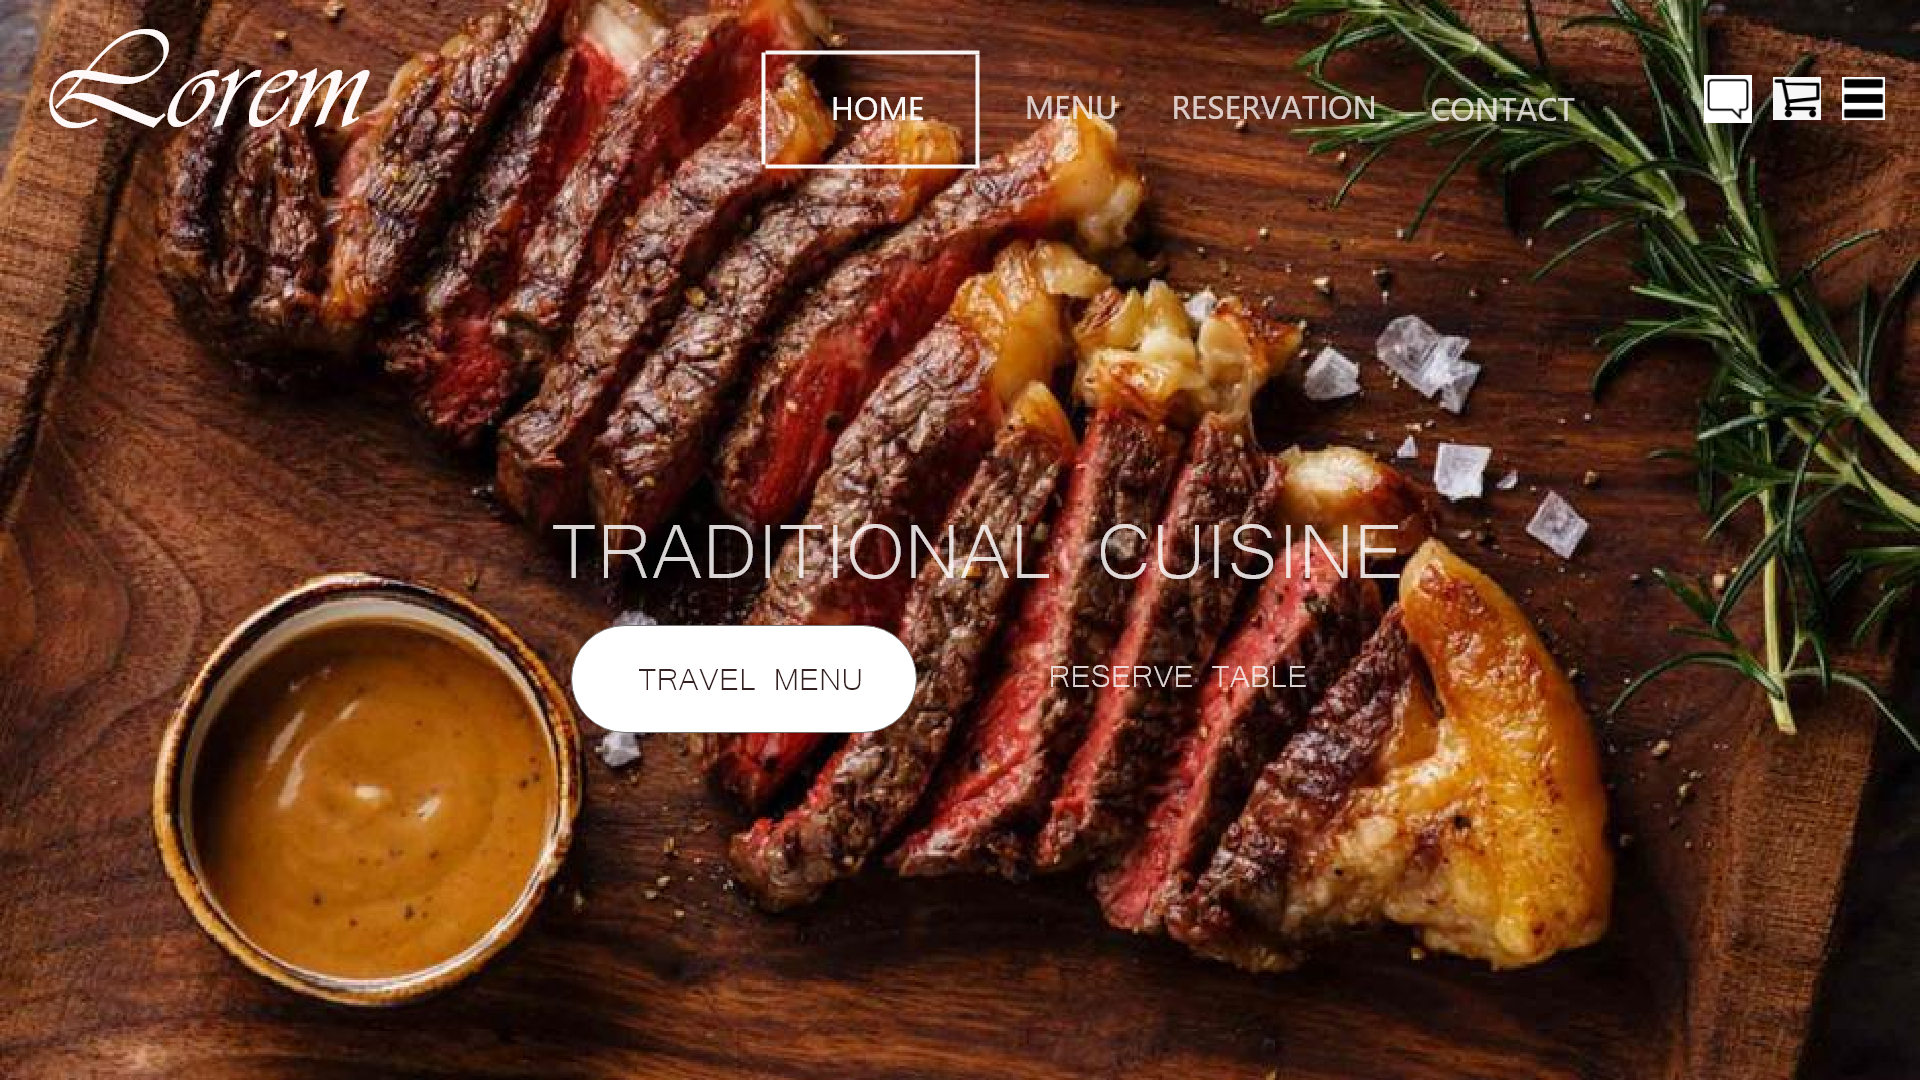 Lorem
HOME
MENU
RESERVATION
CONTACT
TRADITIONAL CUISINE
TRAVEL MENU
RESERVE TABLE